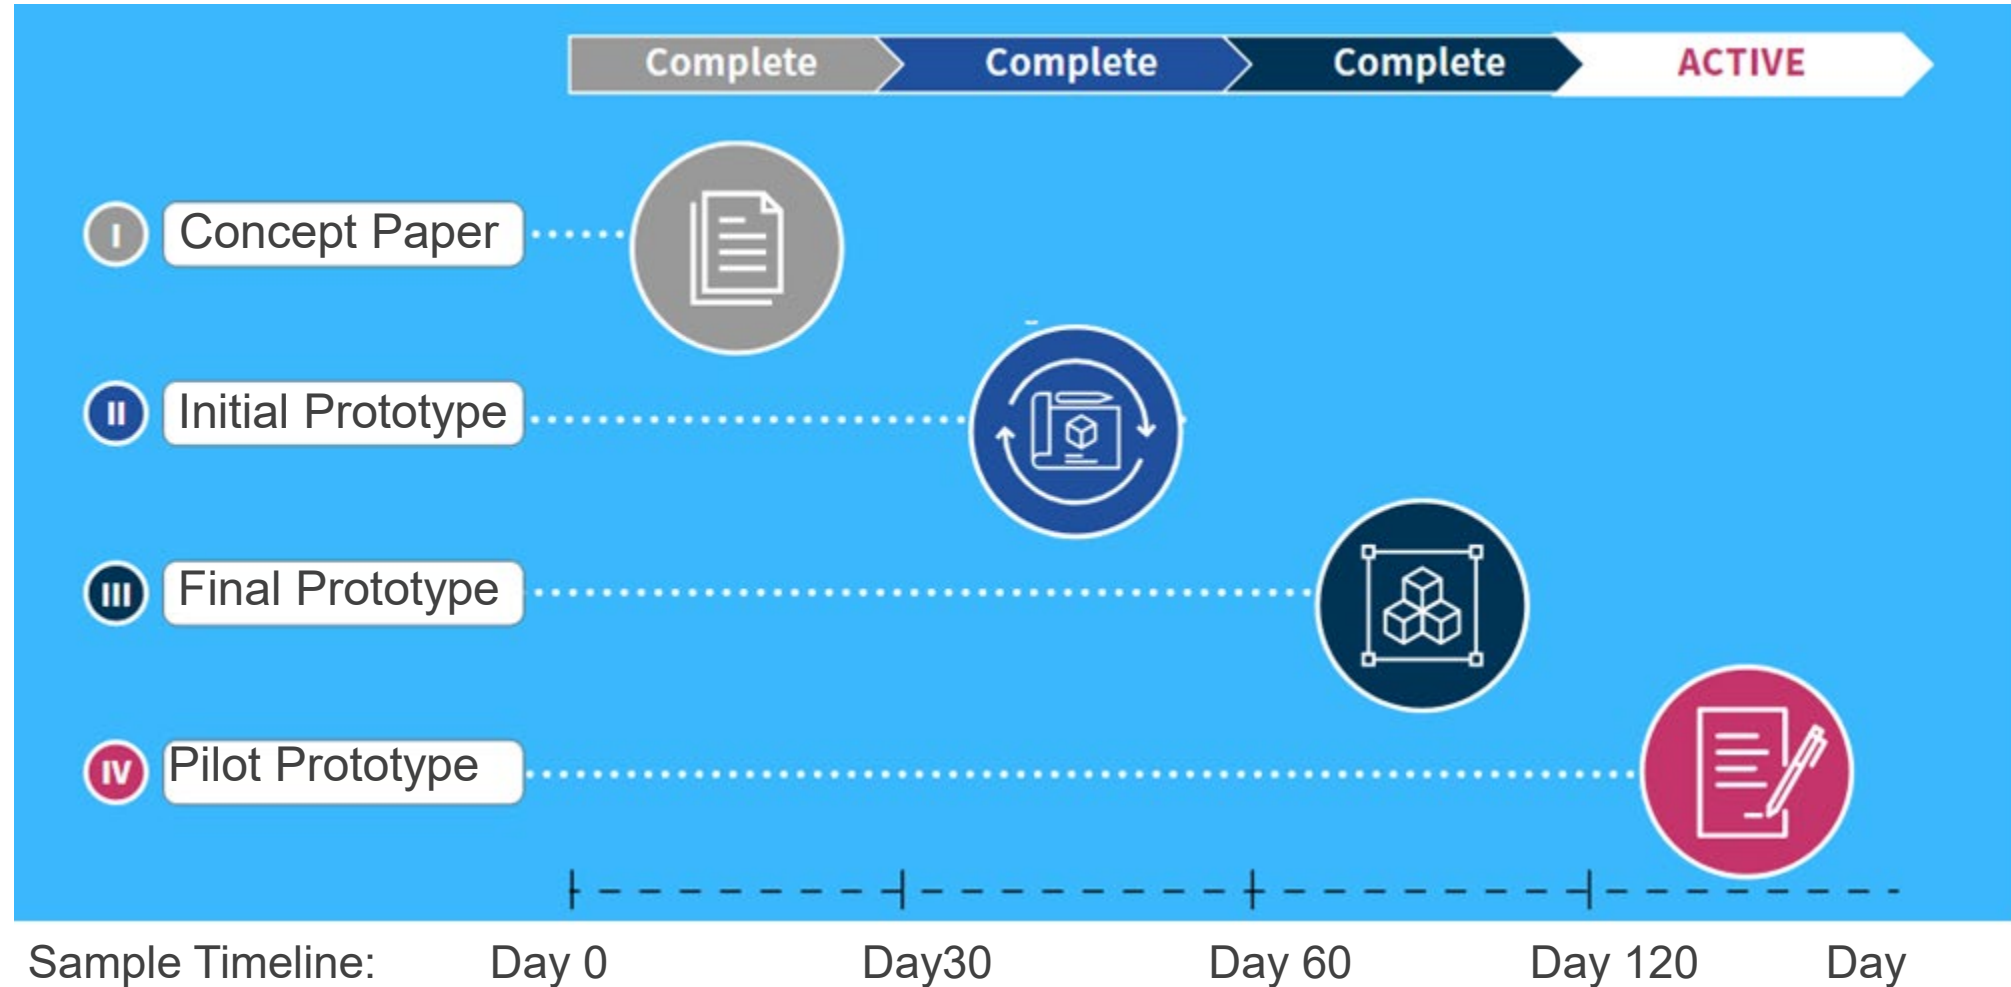 Complete Complete Complete ACTIVE
I Concept Paper
II Initial Prototype
III Final Prototype
IV Pilot Prototype
Sample Timeline: Day 0 Day30 Day 60 Day 120 Day